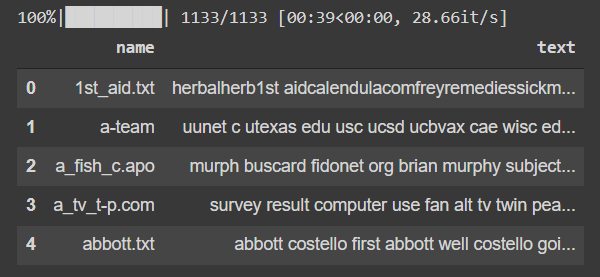 100%|██████████| 1133/1133 [00:39<00:00, 28.66it/s]
name text
0 1st_aid.txt herbalherb1st aidcalendulacomfreyremediessickm...
1 a-team uunet c utexas edu usc ucsd ucbvax cae wisc ed...
2 a_fish_c.apo murph buscard fidonet org brian murphy subject...
3 a_tv_t-p.com survey result computer use fan alt tv twin pea...
4 abbott.txt abbott costello first abbott well costello goi...